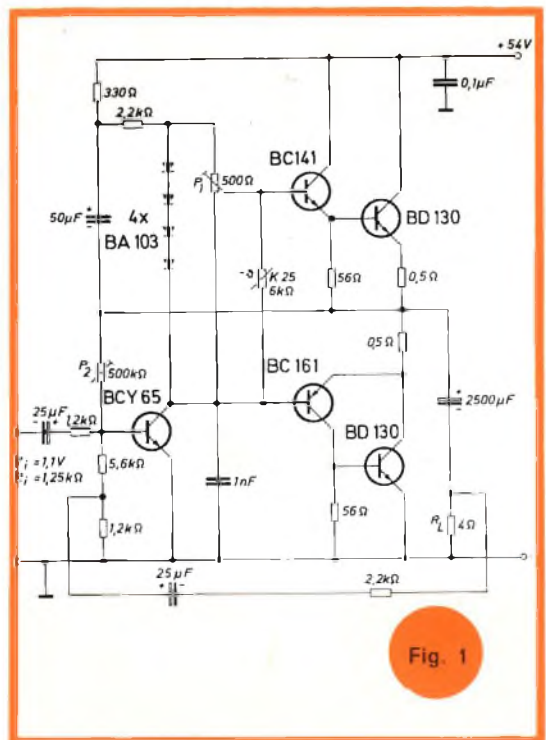 + 54V
330Ω
0,1µF
2,2kΩ
BC141
P1
500Ω
50µF
4x
BA 103
BD 130
-ϑ K 25
6kΩ
56Ω
0,5Ω
P2
500kΩ
BC 161
0,5Ω
BCY 65
25µF
1,2kΩ
2500µF
BD 130
i = 1,1V
i = 1,25kΩ
5,6kΩ
1nF
56Ω
RL
4Ω
1,2kΩ
25µF
2,2kΩ
Fig. 1